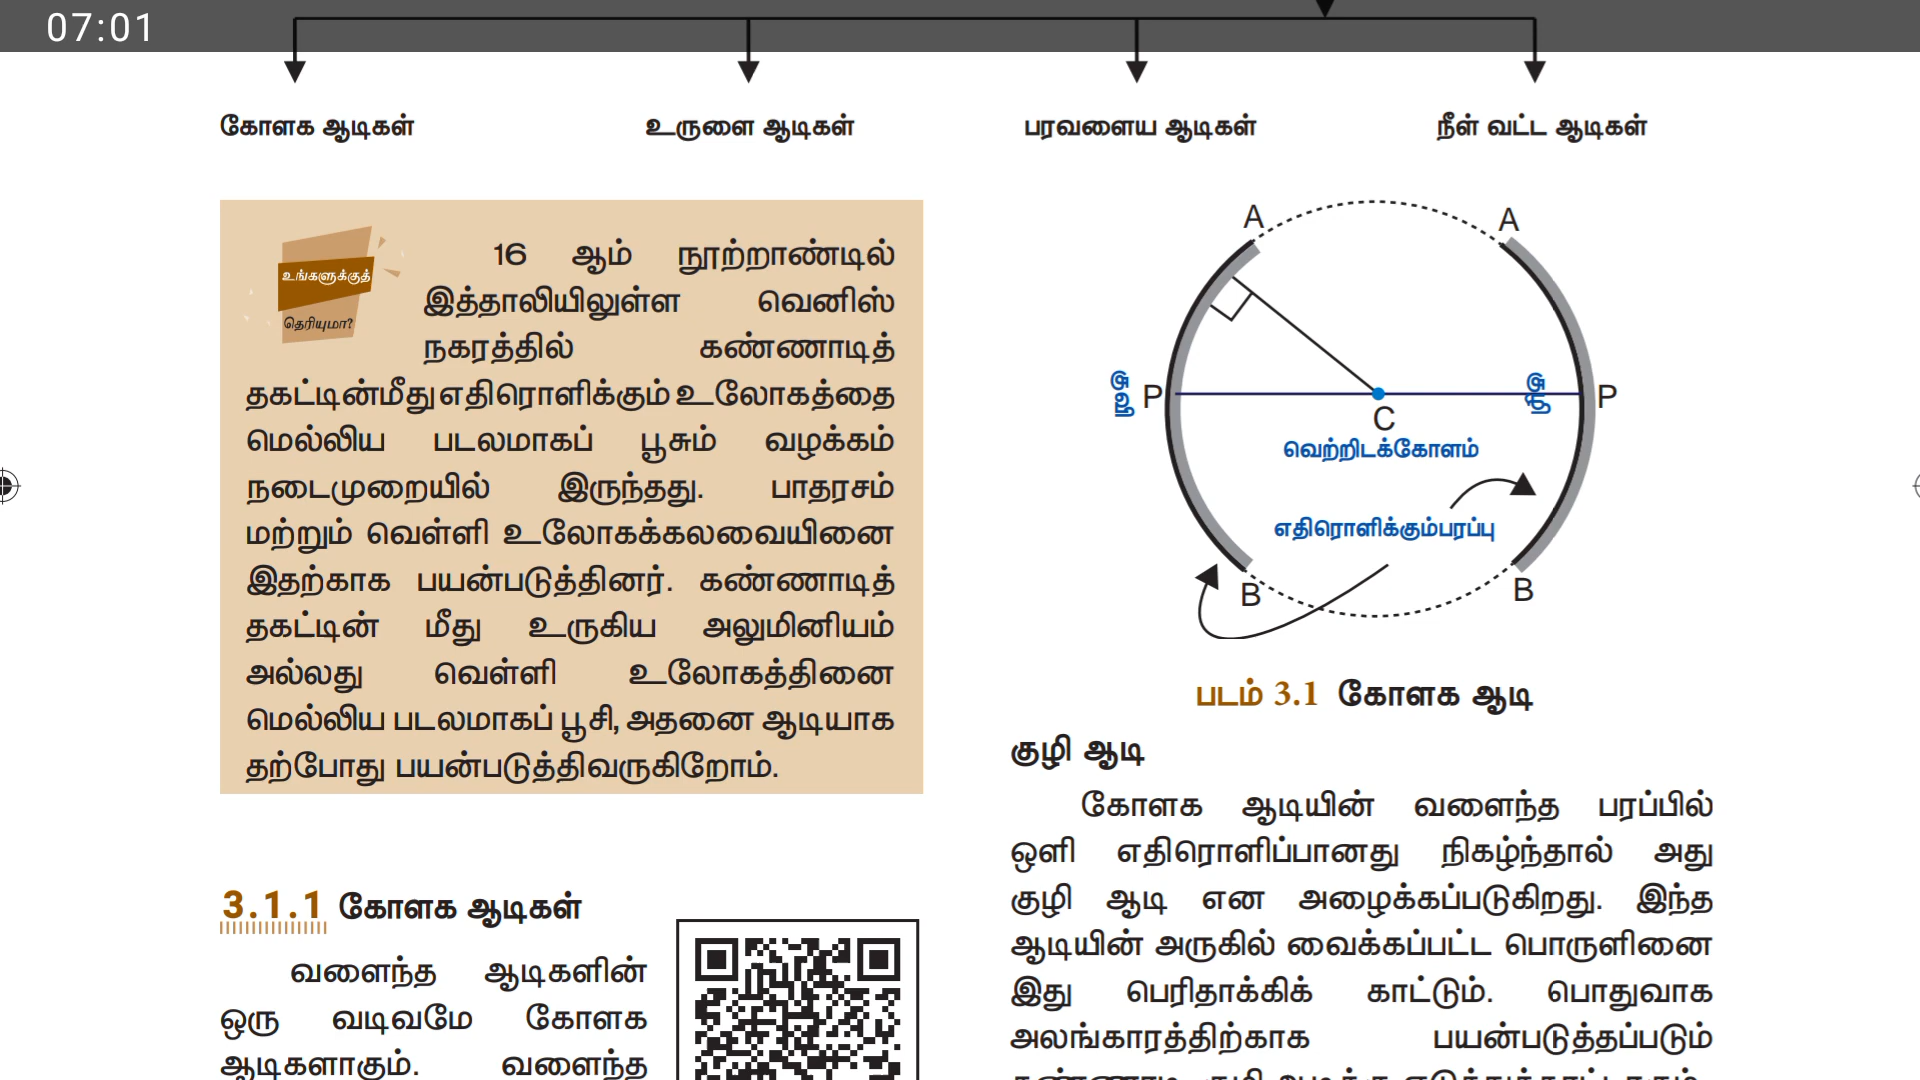 07:01
கோளக ஆடிகள்
உருளை ஆடிகள்
பரவளைய ஆடிகள்
நீள் வட்ட ஆடிகள்
உங்களுக்குத்
தெரியுமா?
16 ஆம் நூற்றாண்டில்
இத்தாலியிலுள்ள வெனிஸ்
நகரத்தில் கண்ணாடித்
தகட்டின்மீது எதிரொளிக்கும் உலோகத்தை
மெல்லிய படலமாகப் பூசும் வழக்கம்
நடைமுறையில் இருந்தது. பாதரசம்
மற்றும் வெள்ளி உலோகக்கலவையினை
இதற்காக பயன்படுத்தினர். கண்ணாடித்
தகட்டின் மீது உருகிய அலுமினியம்
அல்லது வெள்ளி உலோகத்தினை
மெல்லிய படலமாகப் பூசி, அதனை ஆடியாக
தற்போது பயன்படுத்திவருகிறோம்.
3.1.1 கோளக ஆடிகள்
வளைந்த ஆடிகளின்
ஒரு வடிவமே கோளக
ஆடிகளாகும். வளைந்த
A
A
P
P
C
வெற்றிடக்கோளம்
எதிரொளிக்கும்பரப்பு
B
B
படம் 3.1 கோளக ஆடி
குழி ஆடி
கோளக ஆடியின் வளைந்த பரப்பில்
ஒளி எதிரொளிப்பானது நிகழ்ந்தால் அது
குழி ஆடி என அழைக்கப்படுகிறது. இந்த
ஆடியின் அருகில் வைக்கப்பட்ட பொருளினை
இது பெரிதாக்கிக் காட்டும். பொதுவாக
அலங்காரத்திற்காக பயன்படுத்தப்படும்